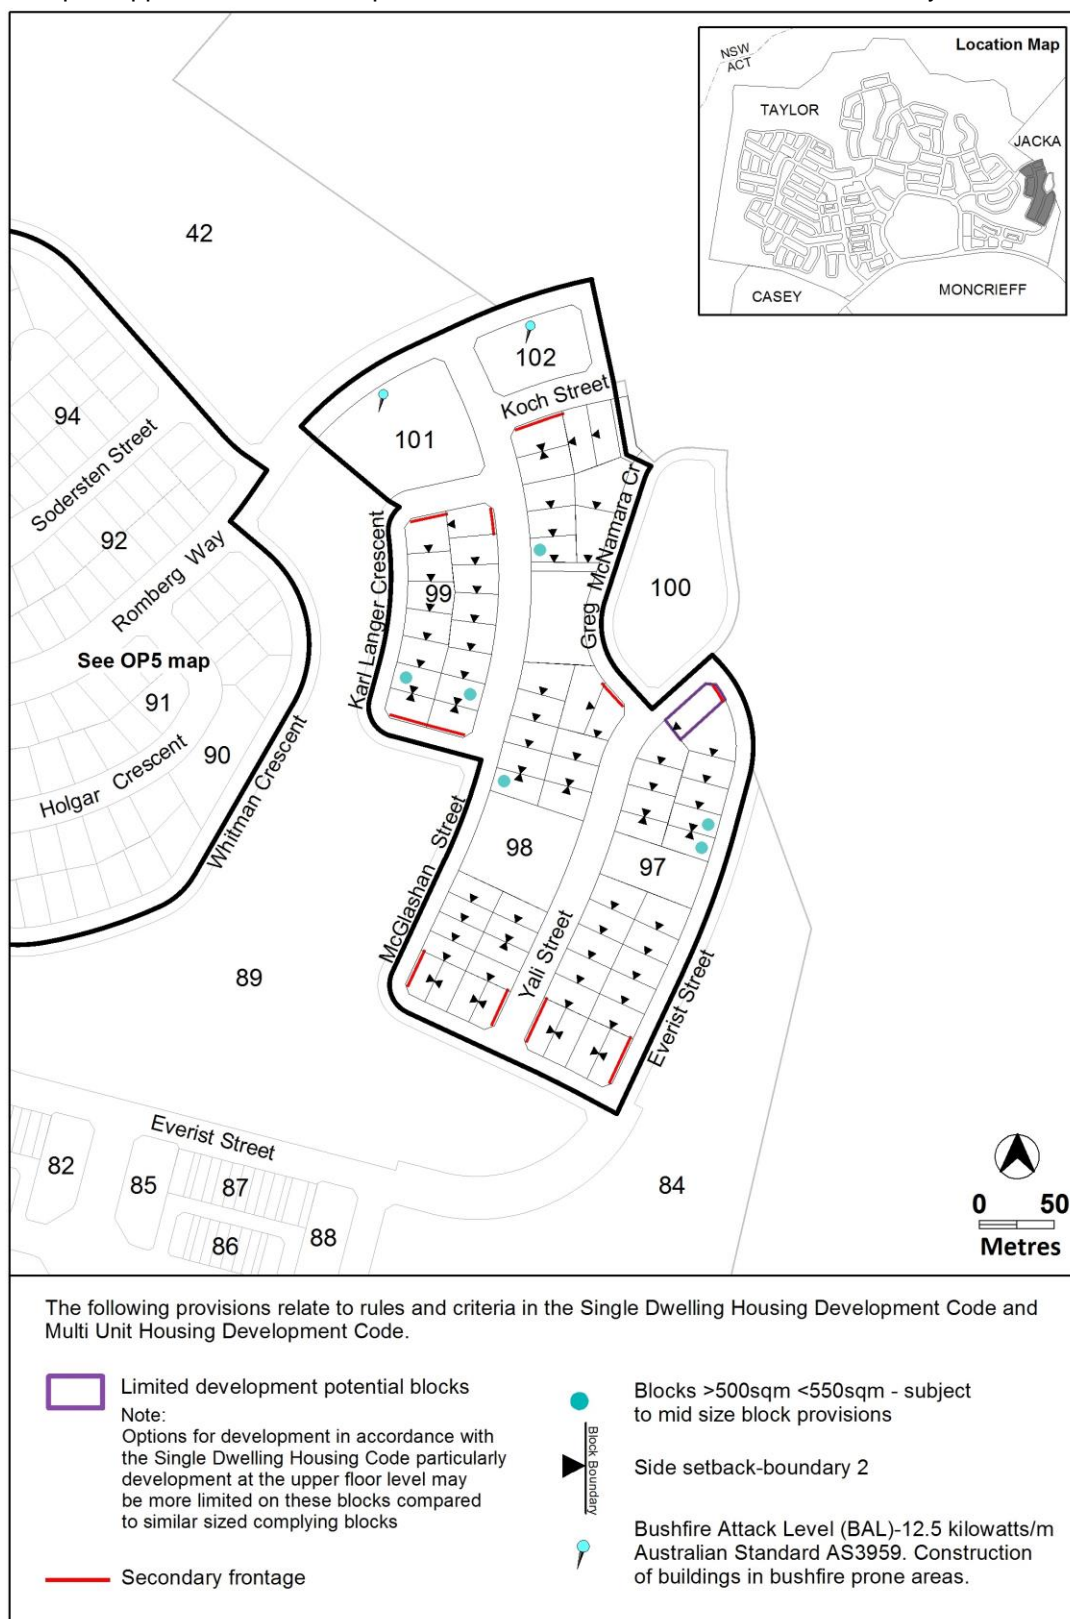 Location Map
NSW
ACT
TAYLOR
JACKA
CASEY
MONCRIEFF
42
102
Koch Street
101
94
Sodersten Street
92
Romberg Way
Karl Langer Crescent
99
Greg McNamara Cr
100
See OP5 map
91
90
Holgar Crescent
Whitman Crescent
McGlashan Street
98
97
Yali Street
Everist Street
89
Everist Street
82
85
87
86
88
84
0 50
Metres
The following provisions relate to rules and criteria in the Single Dwelling Housing Development Code and
Multi Unit Housing Development Code.
Limited development potential blocks
Note:
Options for development in accordance with
the Single Dwelling Housing Code particularly
development at the upper floor level may
be more limited on these blocks compared
to similar sized complying blocks
Secondary frontage
Blocks >500sqm <550sqm - subject
to mid size block provisions
Block Boundary
Side setback-boundary 2
Bushfire Attack Level (BAL)-12.5 kilowatts/m
Australian Standard AS3959. Construction
of buildings in bushfire prone areas.